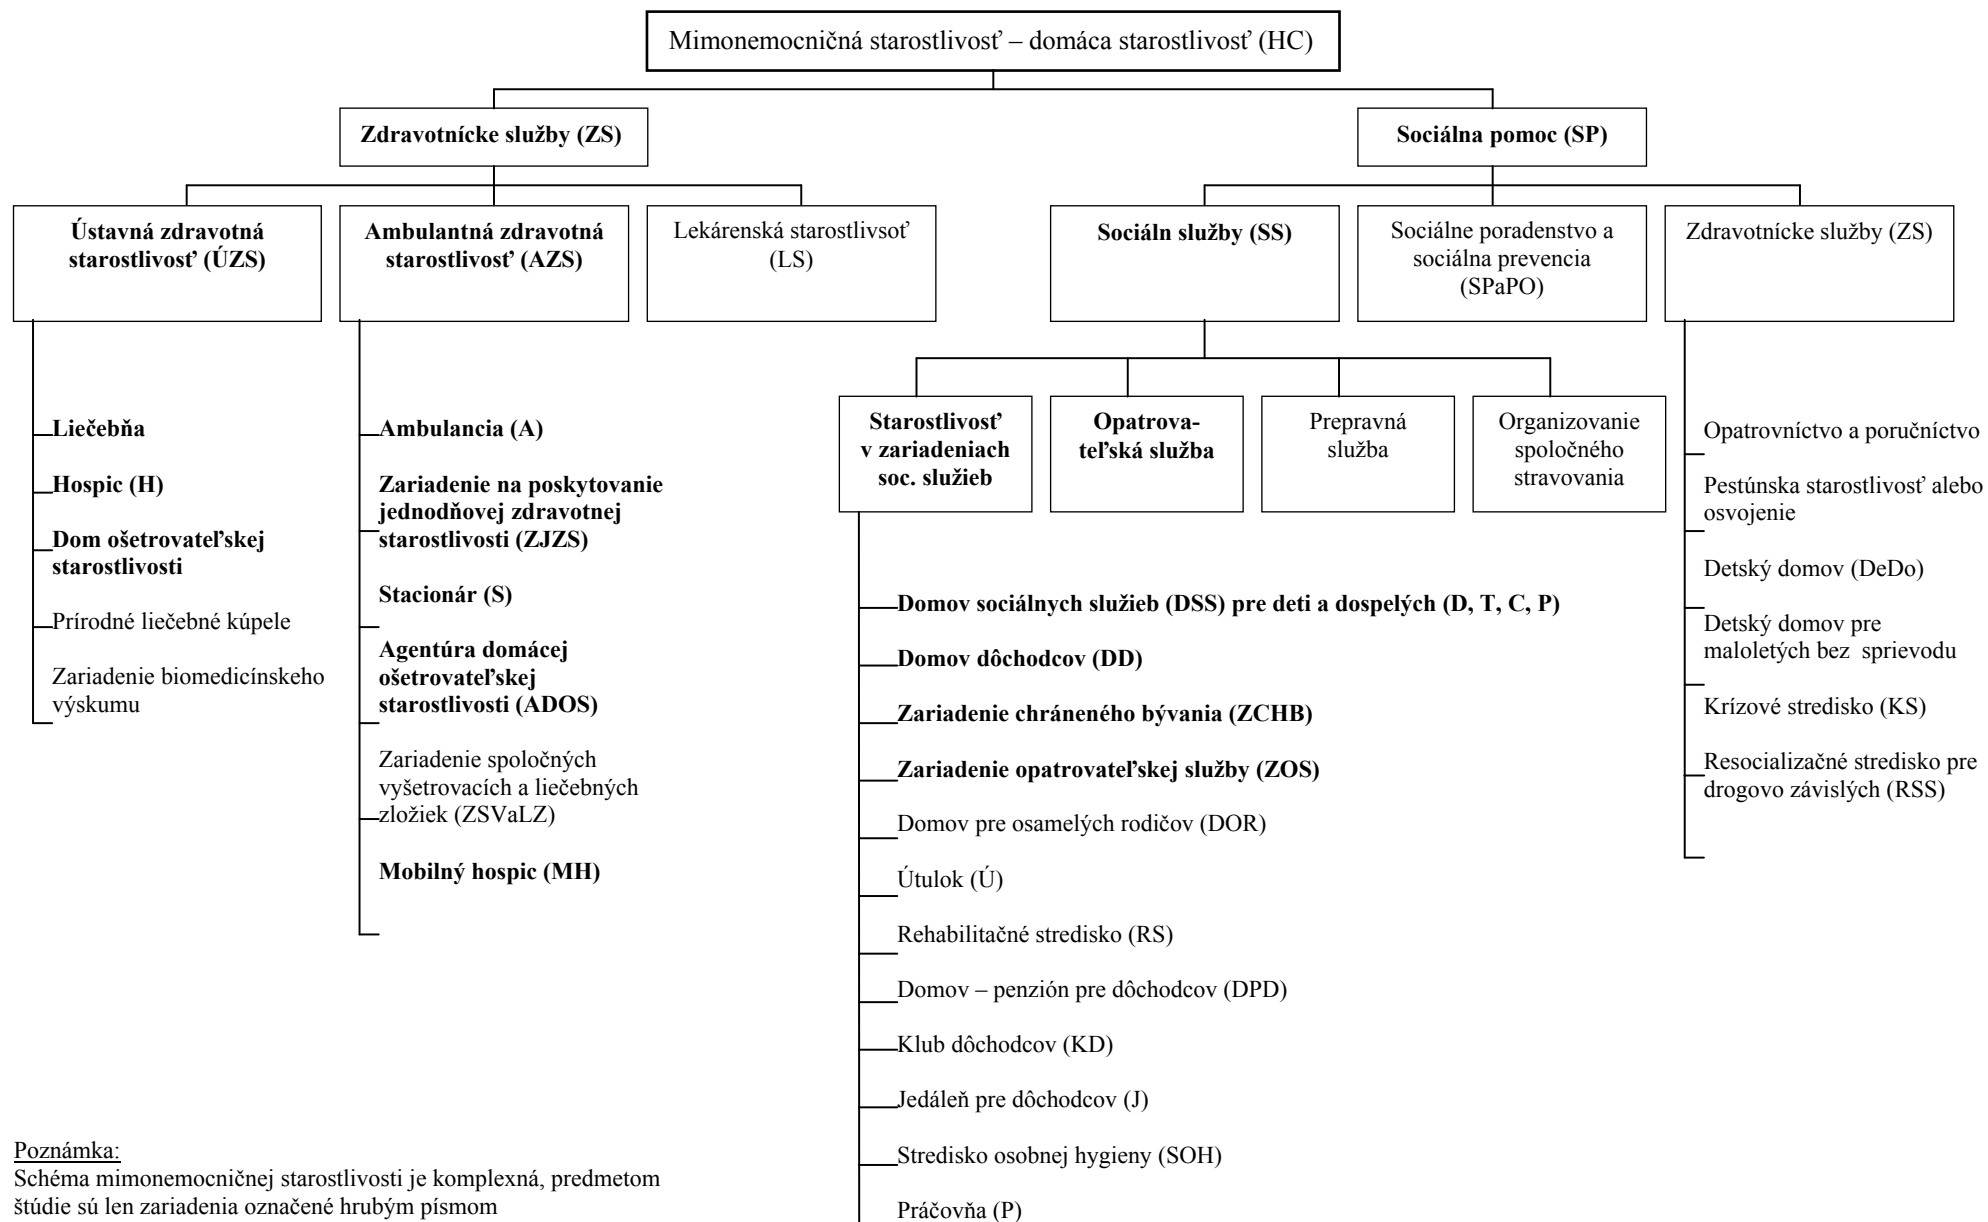 Mimonemocničná starostlivosť – domáca starostlivosť (HC)
Zdravotnícke služby (ZS)
Sociálna pomoc (SP)
Ústavná zdravotná
starostlivosť (ÚZS)
Ambulantná zdravotná
starostlivosť (AZS)
Lekárenská starostlivsoť
(LS)
Sociáln služby (SS)
Sociálne poradenstvo a
sociálna prevencia
(SPaPO)
Zdravotnícke služby (ZS)
Liečebňa
Hospic (H)
Dom ošetrovateľskej
starostlivosti
Prírodné liečebné kúpele
Zariadenie biomedicínskeho
výskumu
Ambulancia (A)
Zariadenie na poskytovanie
jednodňovej zdravotnej
starostlivosti (ZJZS)
Stacionár (S)
Agentúra domácej
ošetrovateľskej
starostlivosti (ADOS)
Zariadenie spoločných
vyšetrovacích a liečebných
zložiek (ZSVaLZ)
Mobilný hospic (MH)
Starostlivosť
v zariadeniach
soc. služieb
Opatrova-
teľská služba
Prepravná
služba
Organizovanie
spoločného
stravovania
Domov sociálnych služieb (DSS) pre deti a dospelých (D, T, C, P)
Domov dôchodcov (DD)
Zariadenie chráneného bývania (ZCHB)
Zariadenie opatrovateľskej služby (ZOS)
Domov pre osamelých rodičov (DOR)
Útulok (Ú)
Rehabilitačné stredisko (RS)
Domov – penzión pre dôchodcov (DPD)
Klub dôchodcov (KD)
Jedáleň pre dôchodcov (J)
Stredisko osobnej hygieny (SOH)
Práčovňa (P)
Opatrovníctvo a poručníctvo
Pestúnska starostlivosť alebo
osvojenie
Detský domov (DeDo)
Detský domov pre
maloletých bez sprievodu
Krízové stredisko (KS)
Resocializačné stredisko pre
drogovo závislých (RSS)
Poznámka:
Schéma mimonemocničnej starostlivosti je komplexná, predmetom
štúdie sú len zariadenia označené hrubým písmom